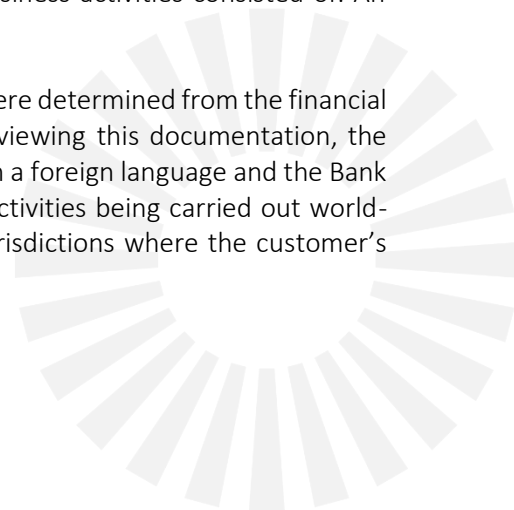 siness activities consisted of. An
ere determined from the financial
viewing this documentation, the
n a foreign language and the Bank
ctivities being carried out world-
risdictions where the customer's